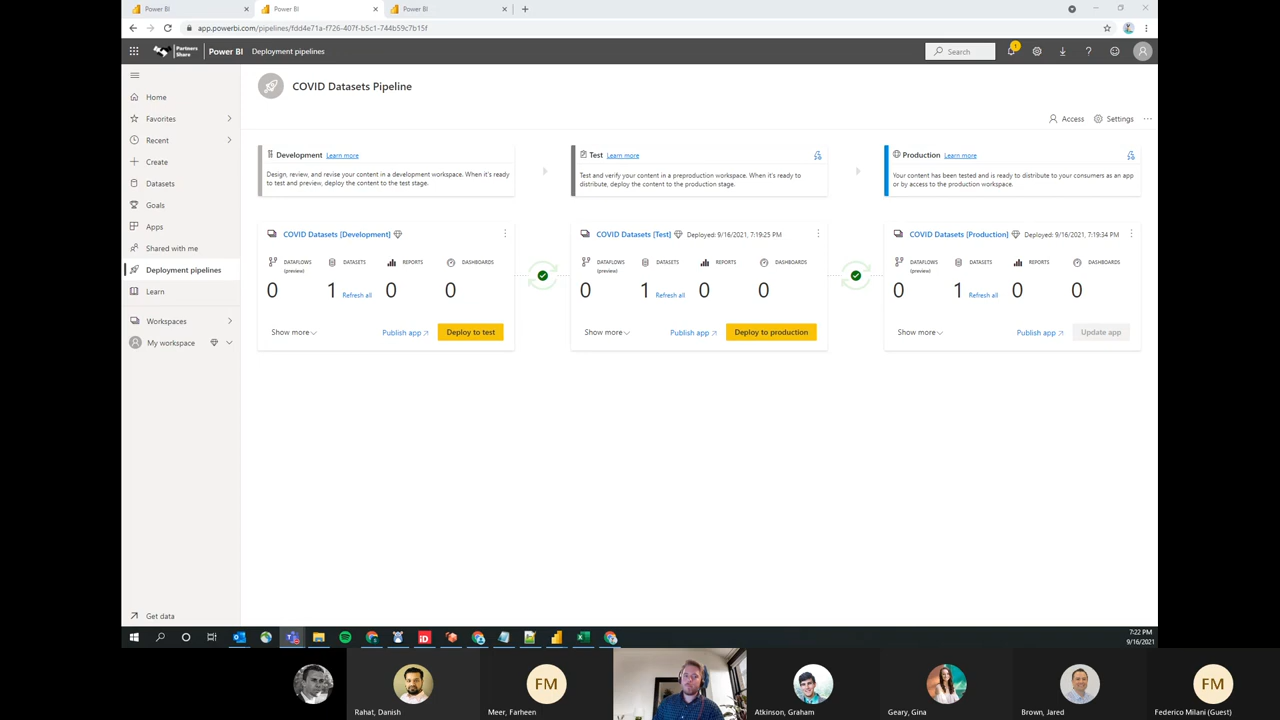 Power BI
Power BI
Power BI
app.powerbi.com/pipelines/fdd4e71a-f726-407f-b5c1-744b59c7b15f
Partners Share
Power BI
Deployment pipelines
Search
1
Home
Favorites
Recent
Create
Datasets
Goals
Apps
Shared with me
Deployment pipelines
Learn
Workspaces
My workspace
Get data
COVID Datasets Pipeline
Access
Settings
Development Learn more
Design, review, and revise your content in a development workspace. When it's ready
to test and preview, deploy the content to the test stage.
Test Learn more
Test and verify your content in a preproduction workspace. When it's ready to
distribute, deploy the content to the production stage.
Production Learn more
Your content has been tested and is ready to distribute to your consumers as an app
or by access to the production workspace.
COVID Datasets [Development]
DATAFLOWS
(preview)
DATASETS
REPORTS
DASHBOARDS
0 1 Refresh all 0 0
Show more
Publish app
Deploy to test
COVID Datasets [Test] Deployed: 9/16/2021, 7:19:25 PM
DATAFLOWS
(preview)
DATASETS
REPORTS
DASHBOARDS
0 1 Refresh all 0 0
Show more
Publish app
Deploy to production
COVID Datasets [Production] Deployed: 9/16/2021, 7:19:34 PM
DATAFLOWS
(preview)
DATASETS
REPORTS
DASHBOARDS
0 1 Refresh all 0 0
Show more
Publish app
Update app
iD
7:22 PM
9/16/2021
FM
FM
Rahat, Danish
Meer, Farheen
Atkinson, Graham
Geary, Gina
Brown, Jared
Federico Milani (Guest)